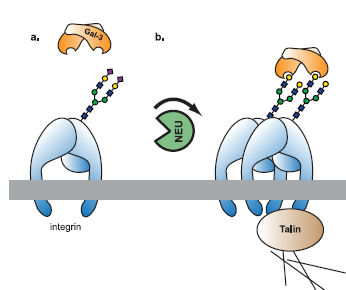 a.
Gal-3
b.
NEU
integrin
Talin